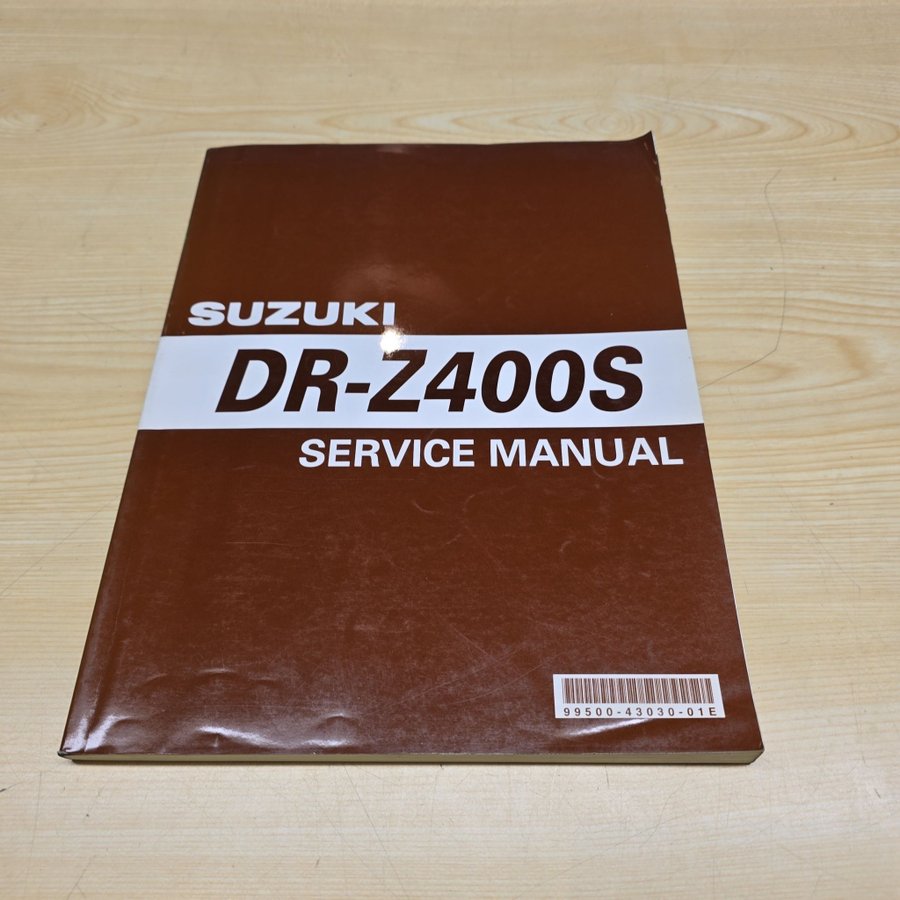 SUZUKI
DR-Z400S
SERVICE MANUAL
99500-43030-01E